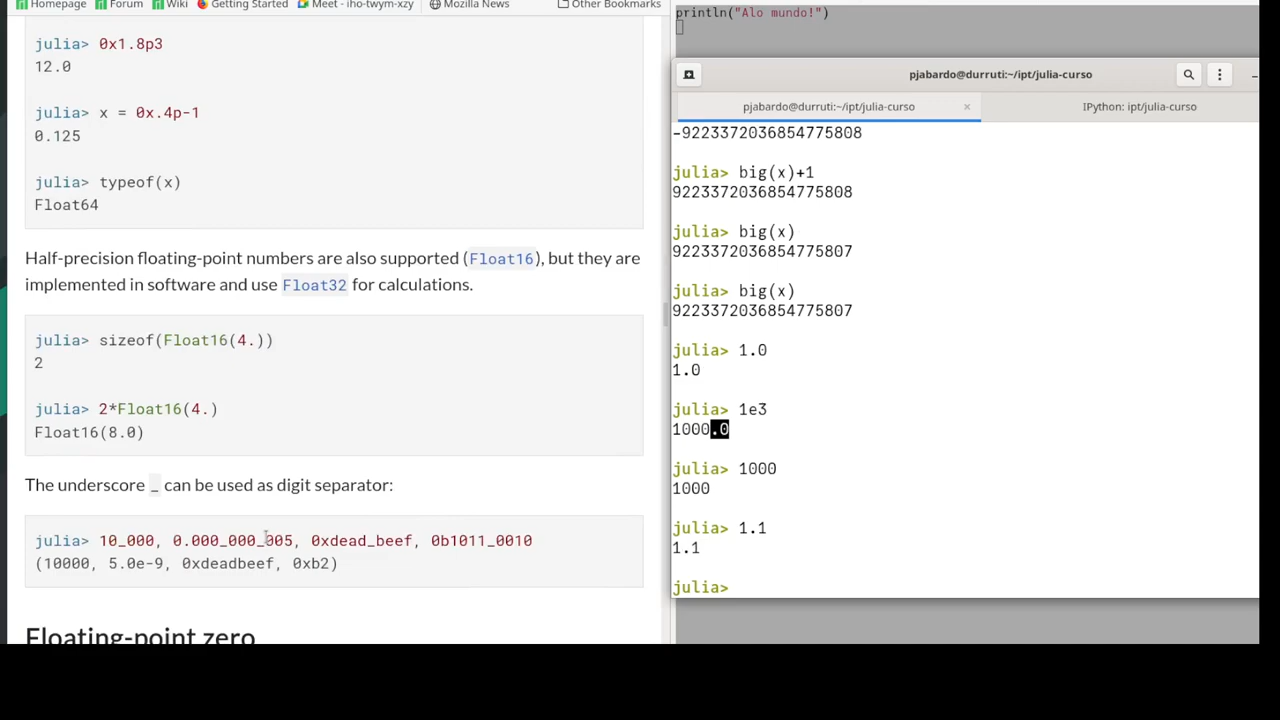 Homepage Forum Wiki Getting Started Meet - iho-twym-xzy Mozilla News Other Bookmarks
julia> 0x1.8p3
12.0
julia> x = 0x.4p-1
0.125
julia> typeof(x)
Float64
Half-precision floating-point numbers are also supported (Float16), but they are
implemented in software and use Float32 for calculations.
julia> sizeof(Float16(4.))
2
julia> 2*Float16(4.)
Float16(8.0)
The underscore _ can be used as digit separator:
julia> 10_000, 0.000_000_005, 0xdead_beef, 0b1011_0010
(10000, 5.0e-9, 0xdeadbeef, 0xb2)
Floating-point zero
println("Alo mundo!")
pjabardo@durruti:~/ipt/julia-curso
pjabardo@durruti:~/ipt/julia-curso × IPython: ipt/julia-curso
-9223372036854775808
julia> big(x)+1
9223372036854775808
julia> big(x)
9223372036854775807
julia> big(x)
9223372036854775807
julia> 1.0
1.0
julia> 1e3
1000.0
julia> 1000
1000
julia> 1.1
1.1
julia>